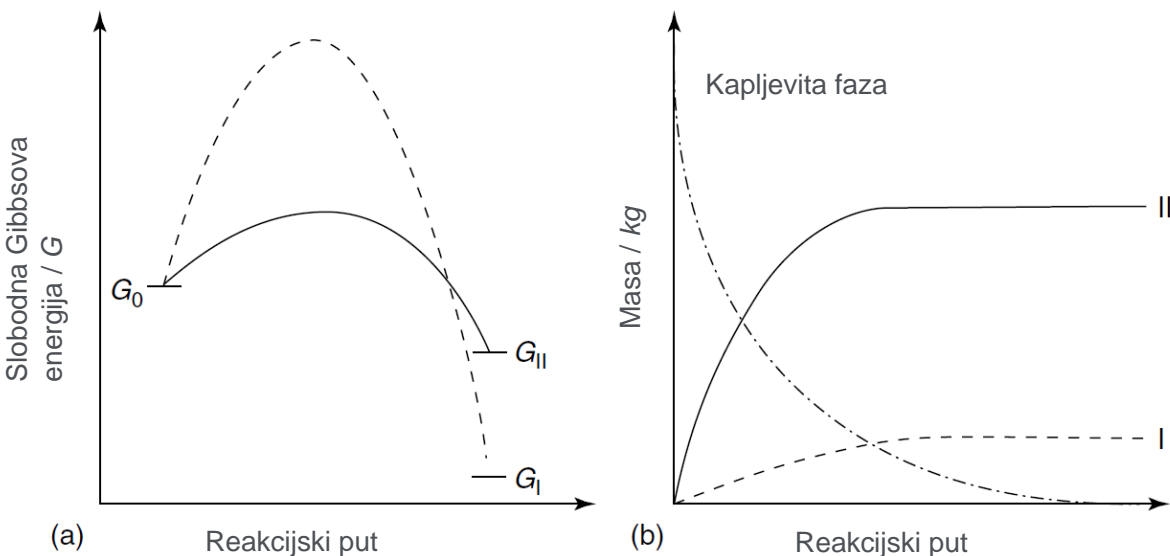 Slobodna Gibbsova
energija / G
G0
GII
GI
(a)
Reakcijski put
Kapljevita faza
Masa / kg
II
I
(b)
Reakcijski put